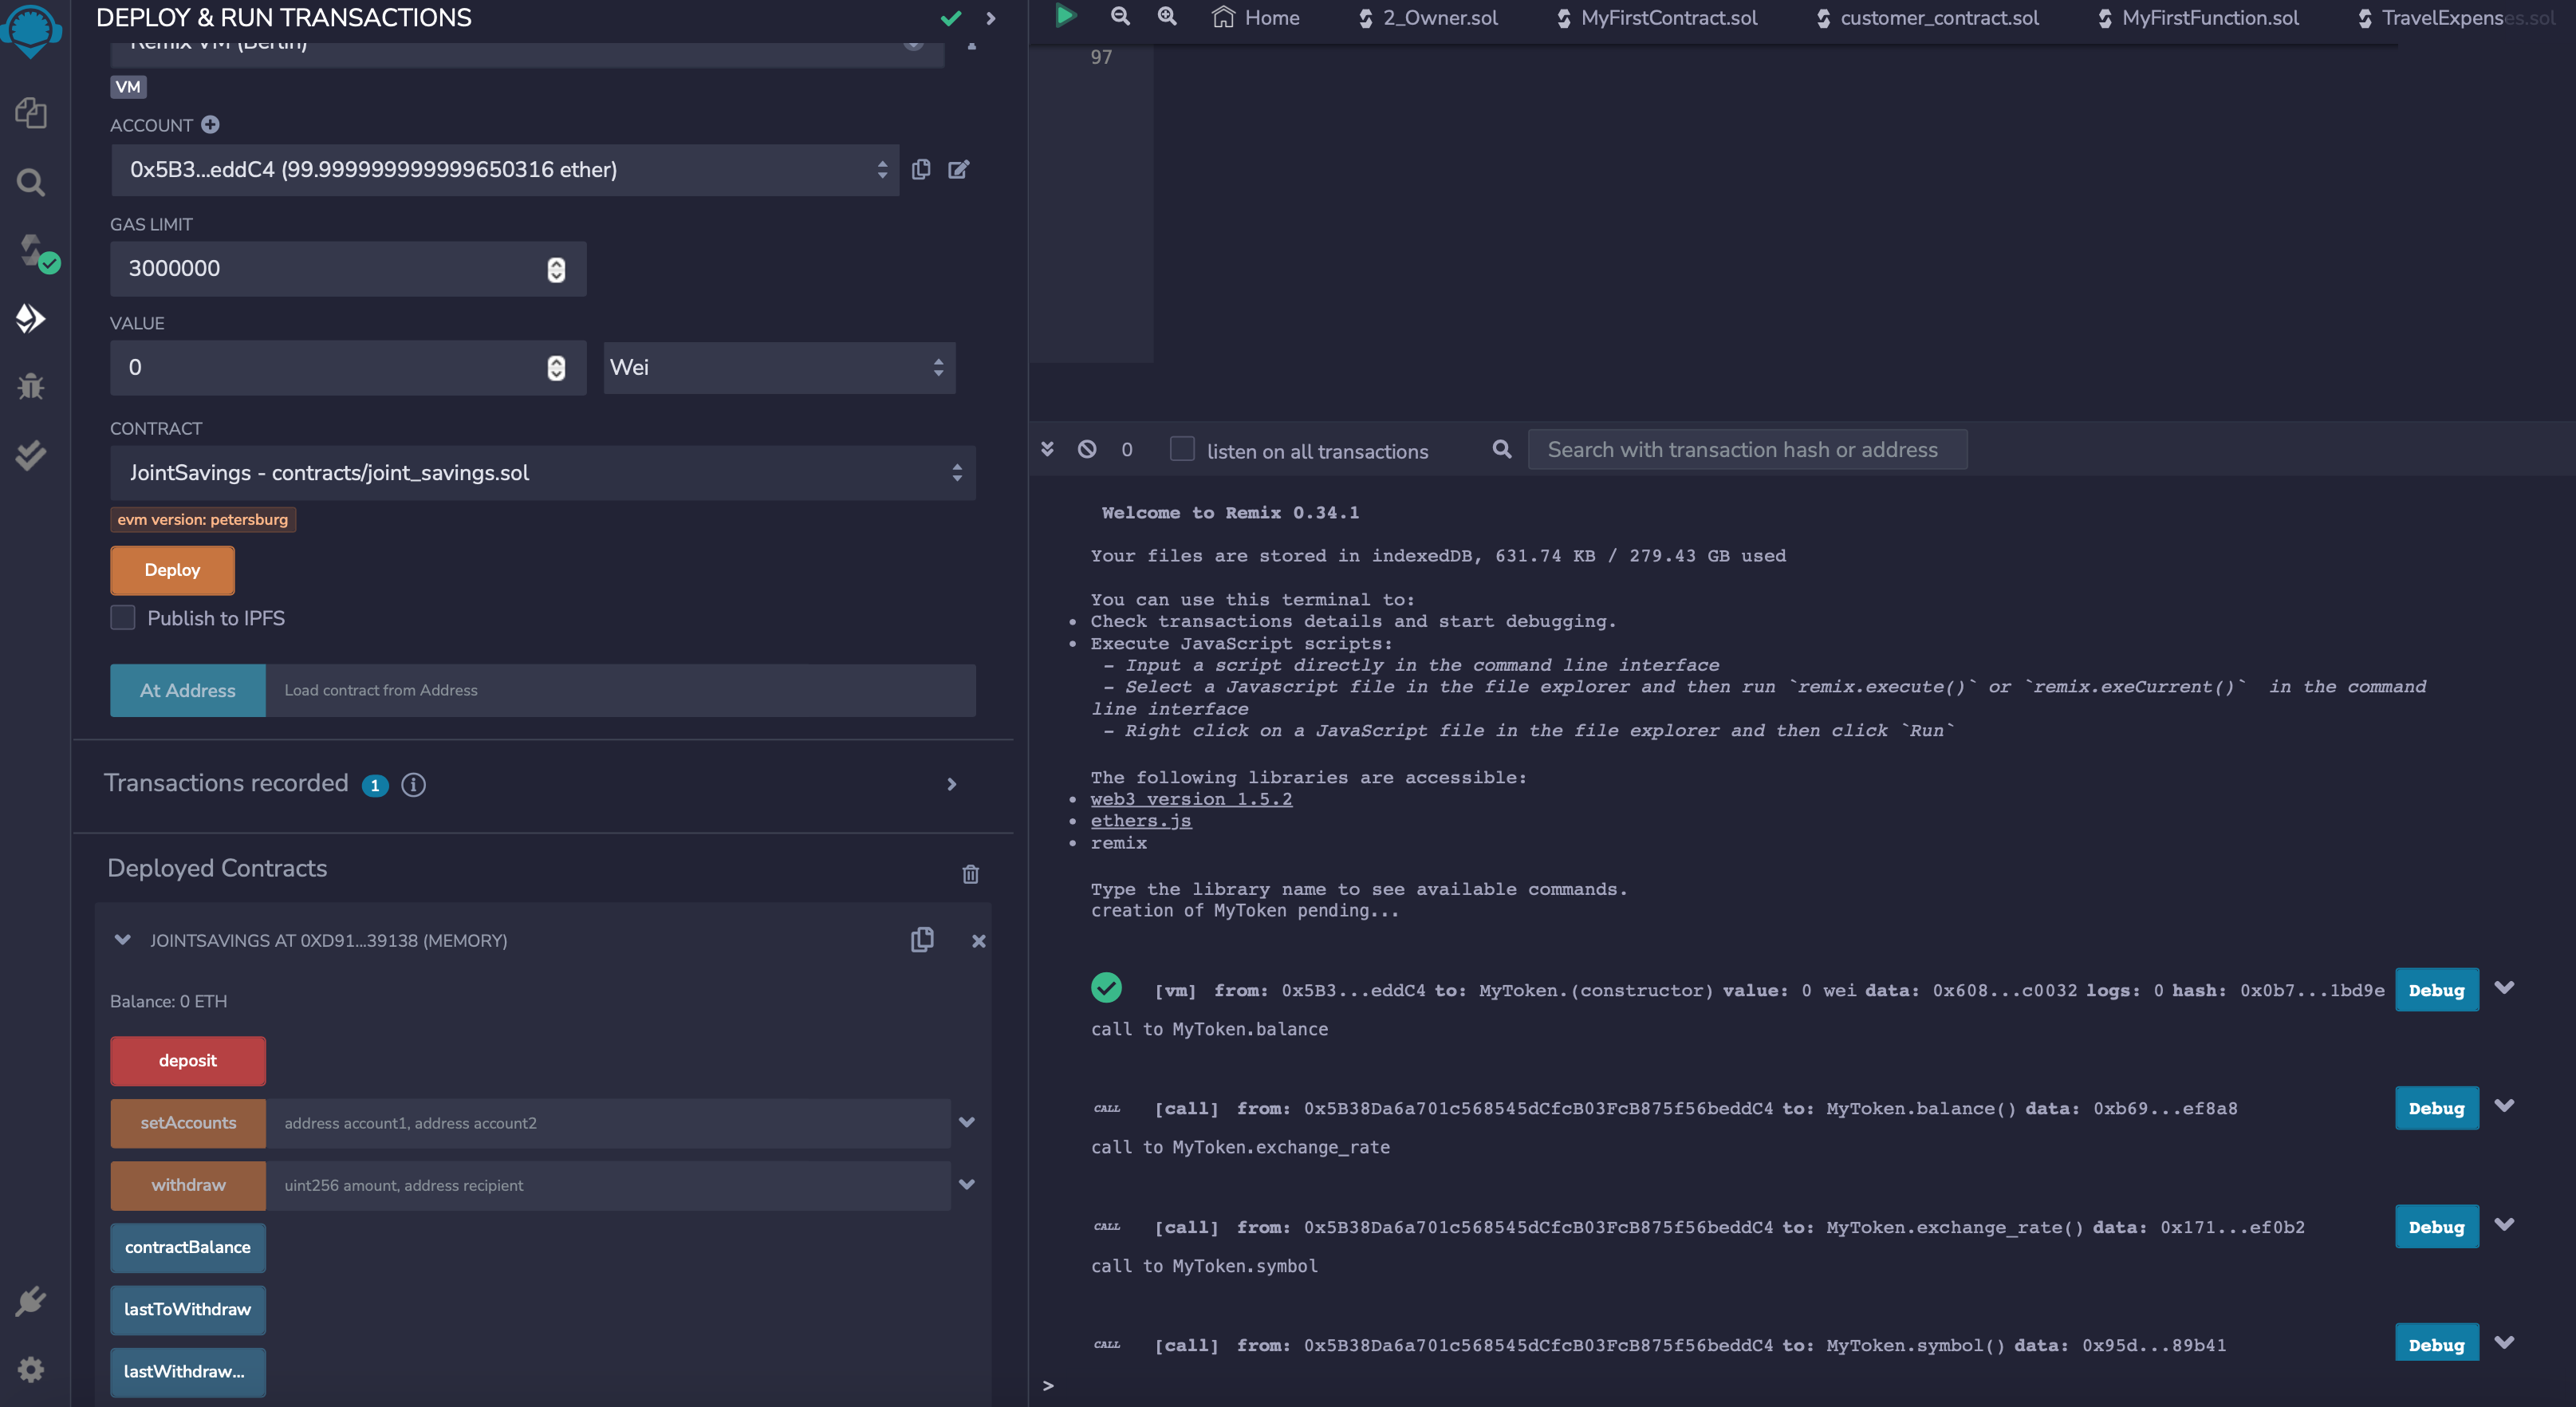 DEPLOY & RUN TRANSACTIONS
Remix VM (Berlin)
VM
ACCOUNT
0x5B3...eddC4 (99.999999999999650316 ether)
GAS LIMIT
3000000
VALUE
0
Wei
CONTRACT
JointSavings - contracts/joint_savings.sol
evm version: petersburg
Deploy
Publish to IPFS
At Address
Load contract from Address
Transactions recorded 1 i
Deployed Contracts
JOINTSAVINGS AT 0XD91...39138 (MEMORY)
Balance: 0 ETH
deposit
setAccounts
address account1, address account2
withdraw
uint256 amount, address recipient
contractBalance
lastToWithdraw
lastWithdraw...
Home
2_Owner.sol
MyFirstContract.sol
customer_contract.sol
MyFirstFunction.sol
TravelExpenses.sol
97
0
listen on all transactions
Search with transaction hash or address
Welcome to Remix 0.34.1
Your files are stored in indexedDB, 631.74 KB / 279.43 GB used
You can use this terminal to:
• Check transactions details and start debugging.
• Execute JavaScript scripts:
- Input a script directly in the command line interface
- Select a Javascript file in the file explorer and then run `remix.execute()` or `remix.exeCurrent()` in the command
line interface
- Right click on a JavaScript file in the file explorer and then click `Run`
The following libraries are accessible:
• web3 version 1.5.2
• ethers.js
• remix
Type the library name to see available commands.
creation of MyToken pending...
[vm] from: 0x5B3...eddC4 to: MyToken.(constructor) value: 0 wei data: 0x608...c0032 logs: 0 hash: 0x0b7...1bd9e
Debug
call to MyToken.balance
CALL [call] from: 0x5B38Da6a701c568545dCfcB03FcB875f56beddC4 to: MyToken.balance() data: 0xb69...ef8a8
Debug
call to MyToken.exchange_rate
CALL [call] from: 0x5B38Da6a701c568545dCfcB03FcB875f56beddC4 to: MyToken.exchange_rate() data: 0x171...ef0b2
Debug
call to MyToken.symbol
CALL [call] from: 0x5B38Da6a701c568545dCfcB03FcB875f56beddC4 to: MyToken.symbol() data: 0x95d...89b41
Debug
>